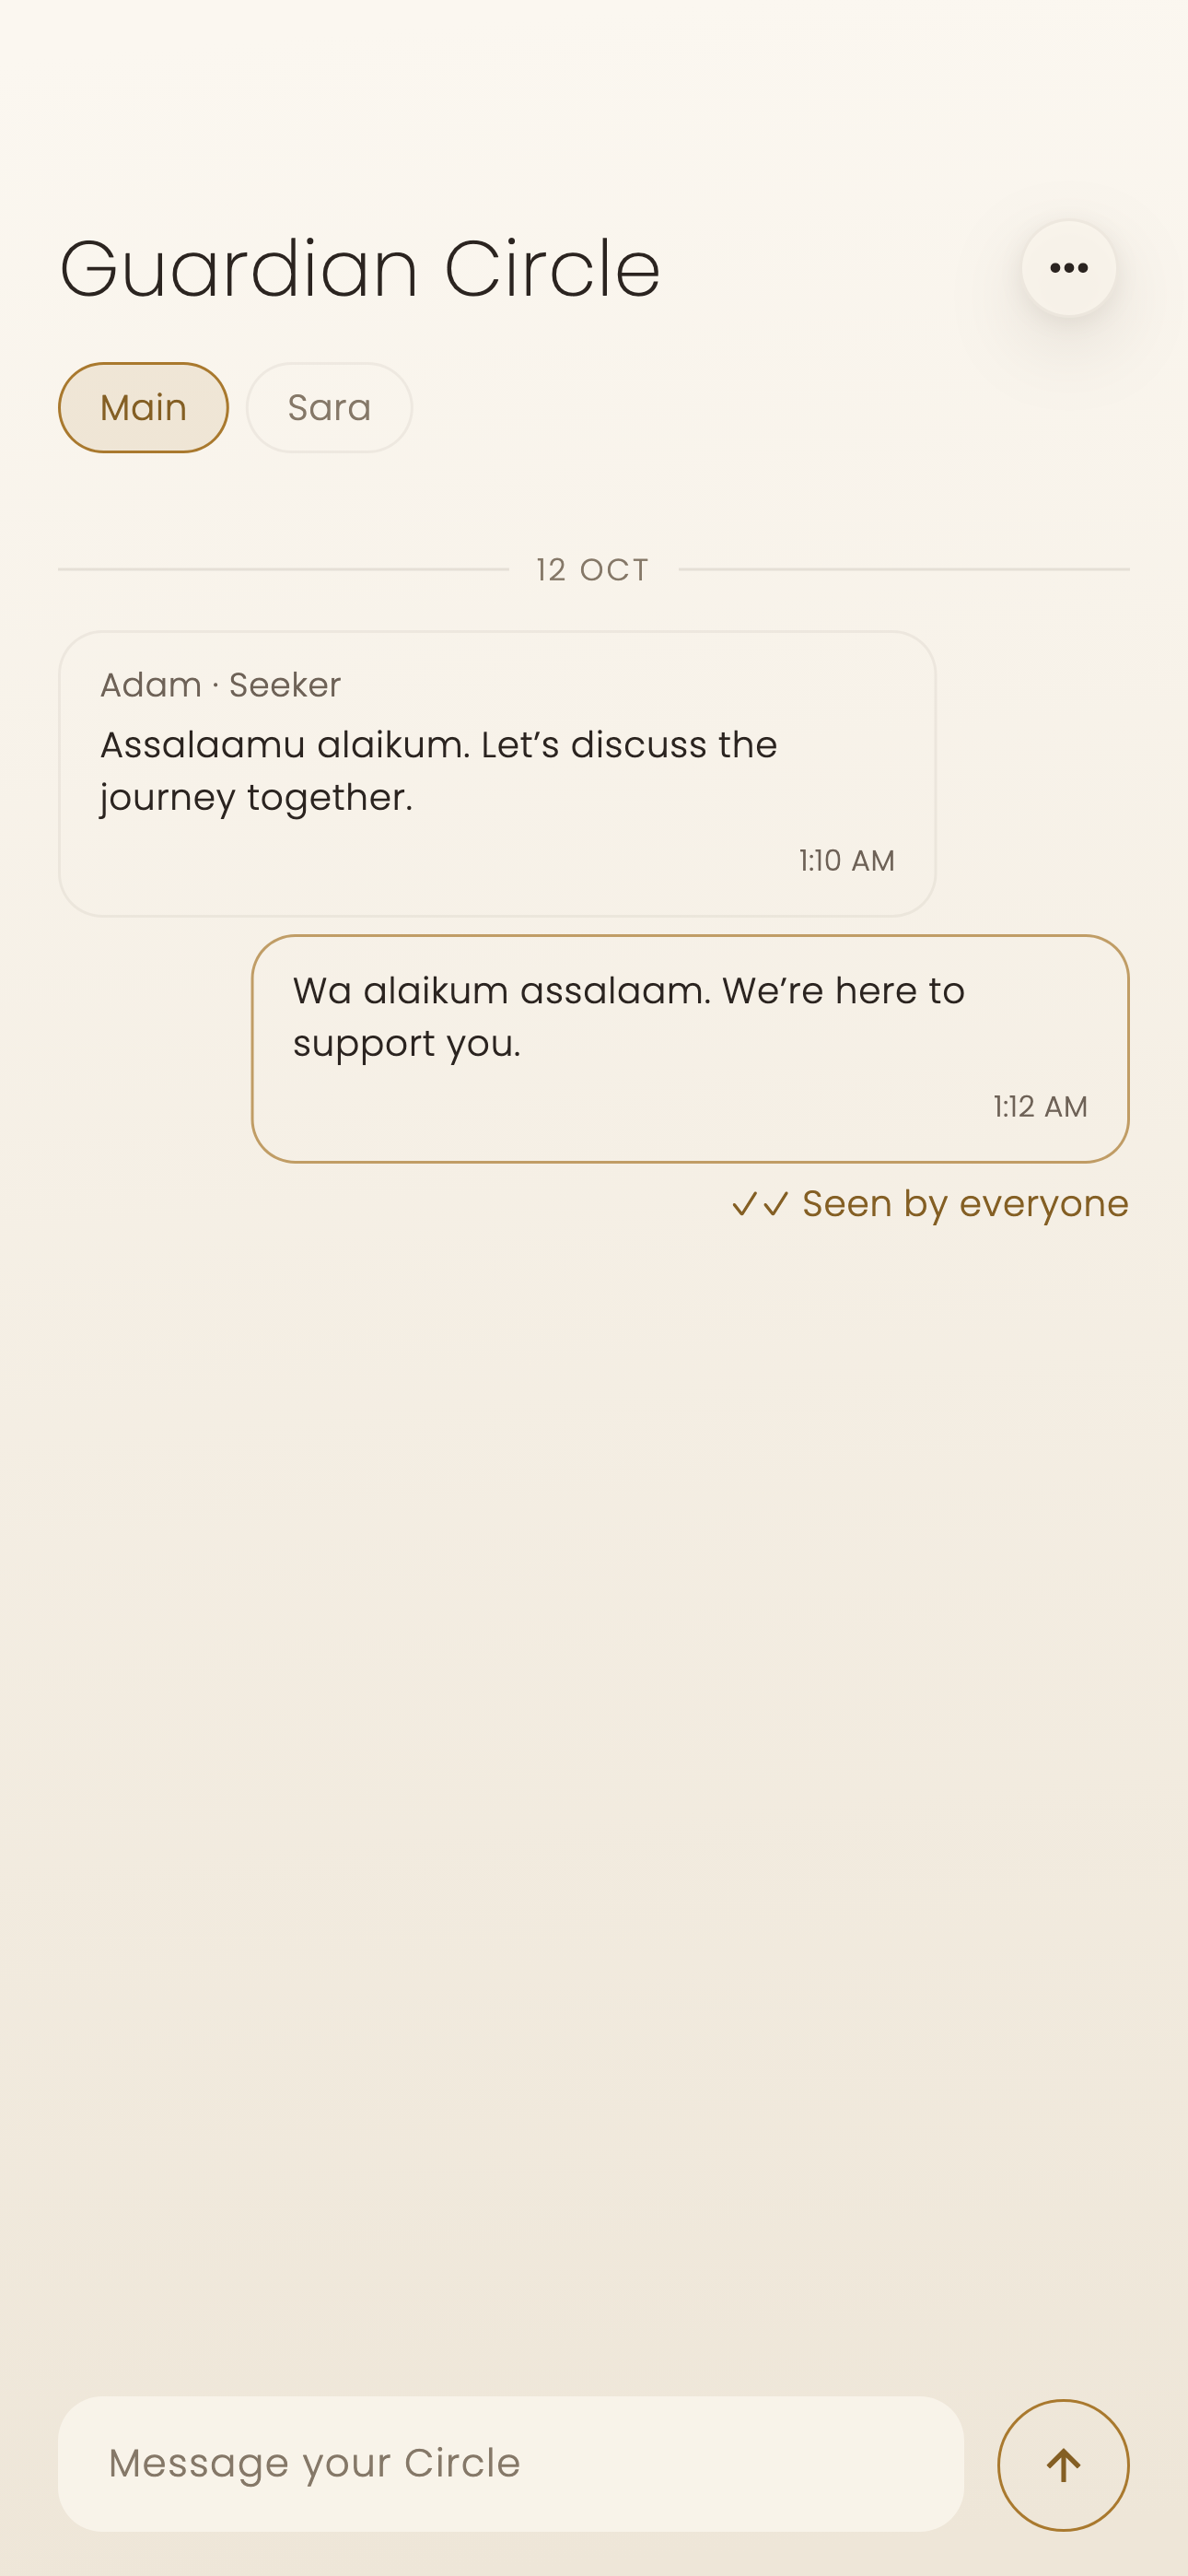 Guardian Circle
Main
Sara
12 OCT
Adam · Seeker
Assalaamu alaikum. Let’s discuss the
journey together.
1:10 AM
Wa alaikum assalaam. We’re here to
support you.
1:12 AM
✓✓ Seen by everyone
Message your Circle